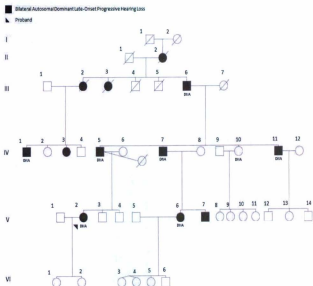 Bilateral Autosomal Dominant Late-Onset Progressive Hearing Loss
Proband
I
1 2
II
1 2
III
1 2 3 4 5 6 7
DNA
IV
1 2 3 4 5 6 7 8 9 10 11 12
DNA DNA DNA DNA
V
1 2 3 4 5 6 7 8 9 10 11 12 13 14
DNA DNA
VI
1 2 3 4 5 6